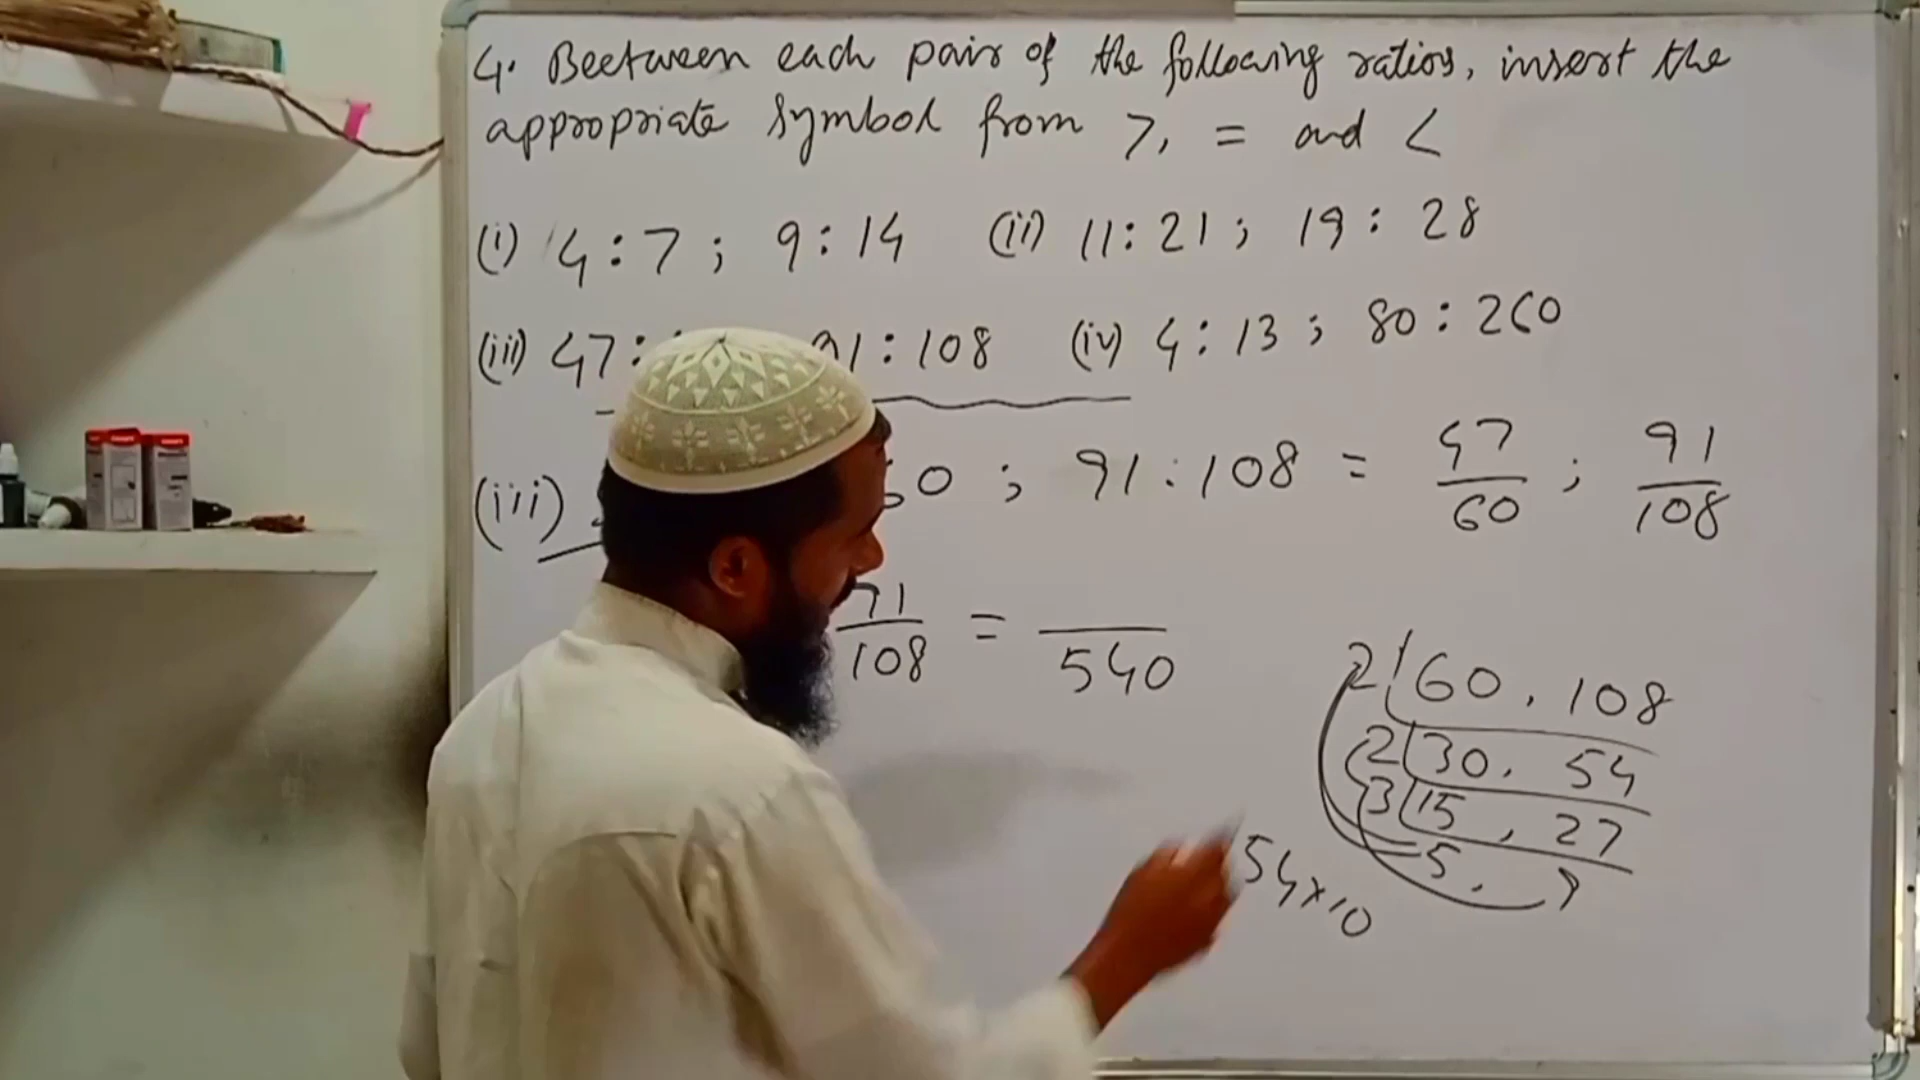 4. Beetween each pair of the following ratios, insert the
appropriate symbol from >, = and <
(i) 4:7 ; 9:14 (ii) 11:21 ; 19:28
(iii) 47: 91:108 (iv) 4:13 ; 80:260
(iii) 60 ; 91:108 = 47/60 ; 91/108
91/108 = /540
2 60, 108
2 30, 54
3 15, 27
5, 9
54×10